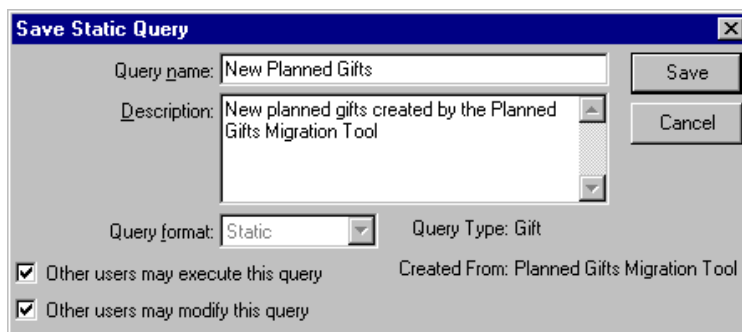 Save Static Query
Query name: New Planned Gifts
Save
Description: New planned gifts created by the Planned
Gifts Migration Tool
Cancel
Query format: Static
Query Type: Gift
Other users may execute this query
Created From: Planned Gifts Migration Tool
Other users may modify this query